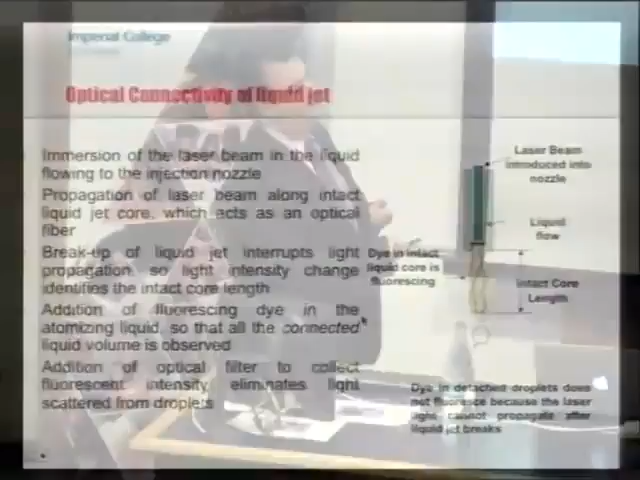 Imperial College
Optical Connectivity of liquid jet
Immersion of the laser beam in the liquid
flowing to the injection nozzle
Propagation of laser beam along intact
liquid jet core, which acts as an optical
fiber
Break-up of liquid jet interrupts light
propagation, so light intensity change
identifies the intact core length
Addition of fluorescing dye in the
atomizing liquid, so that all the connected
liquid volume is observed
Addition of optical filter to collect
fluorescent intensity eliminates light
scattered from droplets
Laser Beam
introduced into
nozzle
Liquid
flow
Dye in intact
liquid core is
fluorescing
Intact Core
Length
Dye in detached droplets does
not fluoresce because the laser
light cannot propagate after
liquid jet breaks